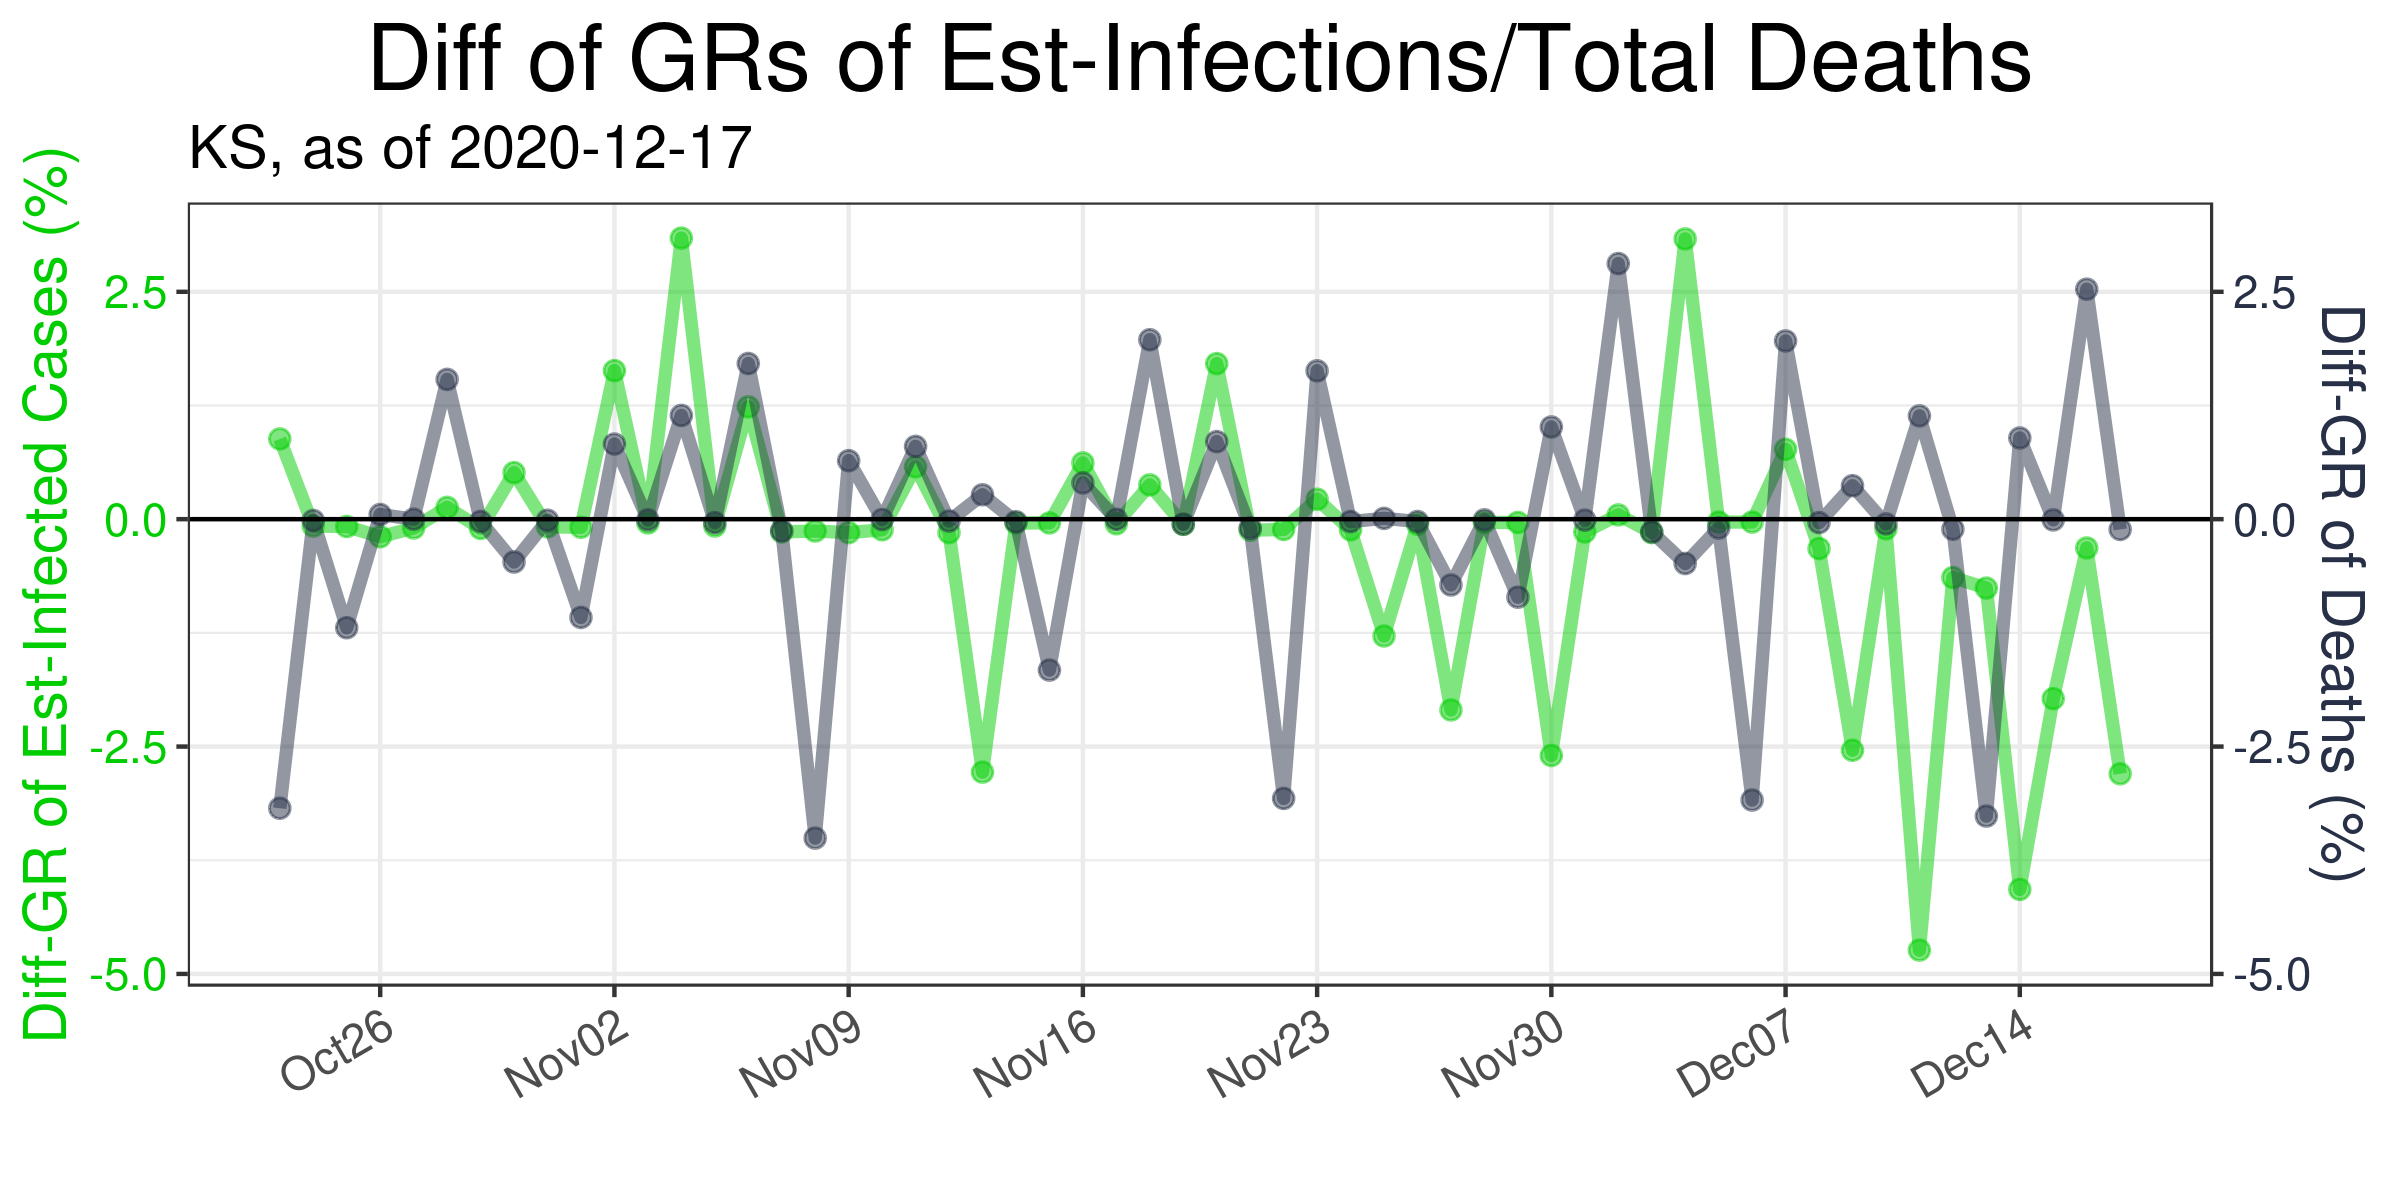 Diff of GRs of Est-Infections/Total Deaths
KS, as of 2020-12-17
Diff-GR of Est-Infected Cases (%)
2.5
0.0
-2.5
-5.0
2.5
0.0
-2.5
-5.0
Diff-GR of Deaths (%)
Oct26
Nov02
Nov09
Nov16
Nov23
Nov30
Dec07
Dec14